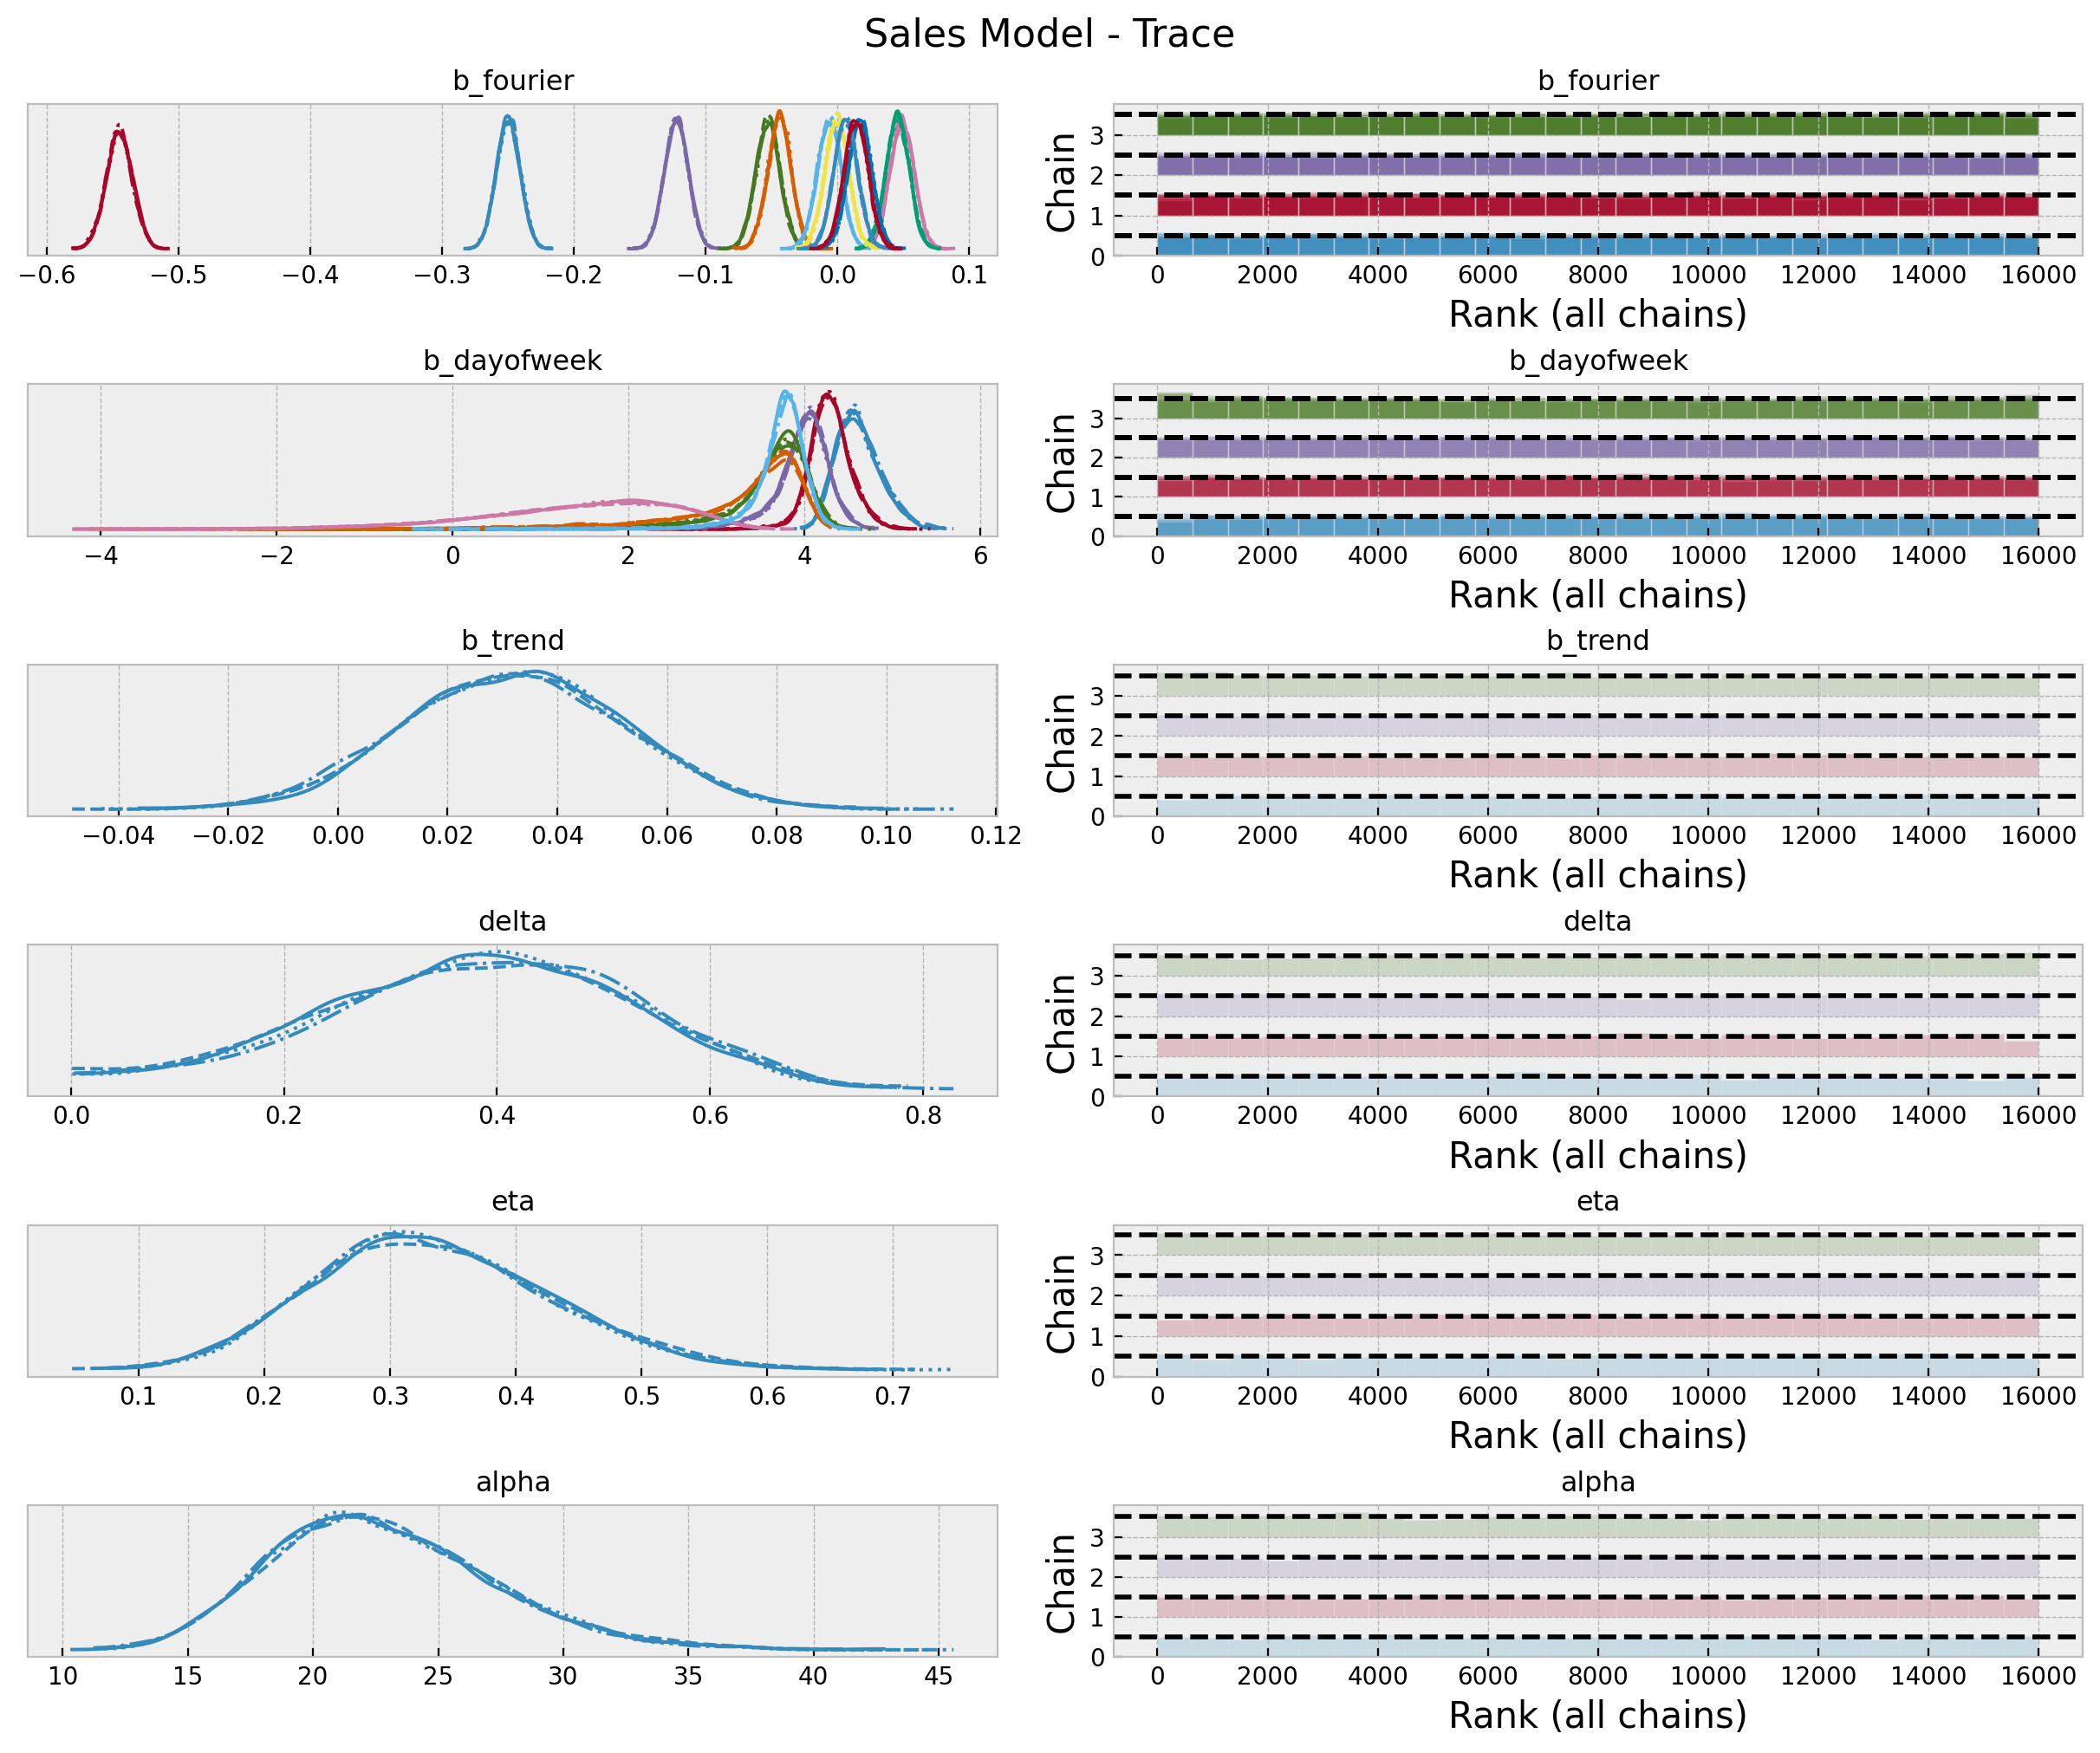 Sales Model - Trace
b_fourier
−0.6 −0.5 −0.4 −0.3 −0.2 −0.1 0.0 0.1
b_fourier
Chain
3
2
1
0
0 2000 4000 6000 8000 10000 12000 14000 16000
Rank (all chains)
b_dayofweek
−4 −2 0 2 4 6
b_dayofweek
Chain
3
2
1
0
0 2000 4000 6000 8000 10000 12000 14000 16000
Rank (all chains)
b_trend
−0.04 −0.02 0.00 0.02 0.04 0.06 0.08 0.10 0.12
b_trend
Chain
3
2
1
0
0 2000 4000 6000 8000 10000 12000 14000 16000
Rank (all chains)
delta
0.0 0.2 0.4 0.6 0.8
delta
Chain
3
2
1
0
0 2000 4000 6000 8000 10000 12000 14000 16000
Rank (all chains)
eta
0.1 0.2 0.3 0.4 0.5 0.6 0.7
eta
Chain
3
2
1
0
0 2000 4000 6000 8000 10000 12000 14000 16000
Rank (all chains)
alpha
10 15 20 25 30 35 40 45
alpha
Chain
3
2
1
0
0 2000 4000 6000 8000 10000 12000 14000 16000
Rank (all chains)